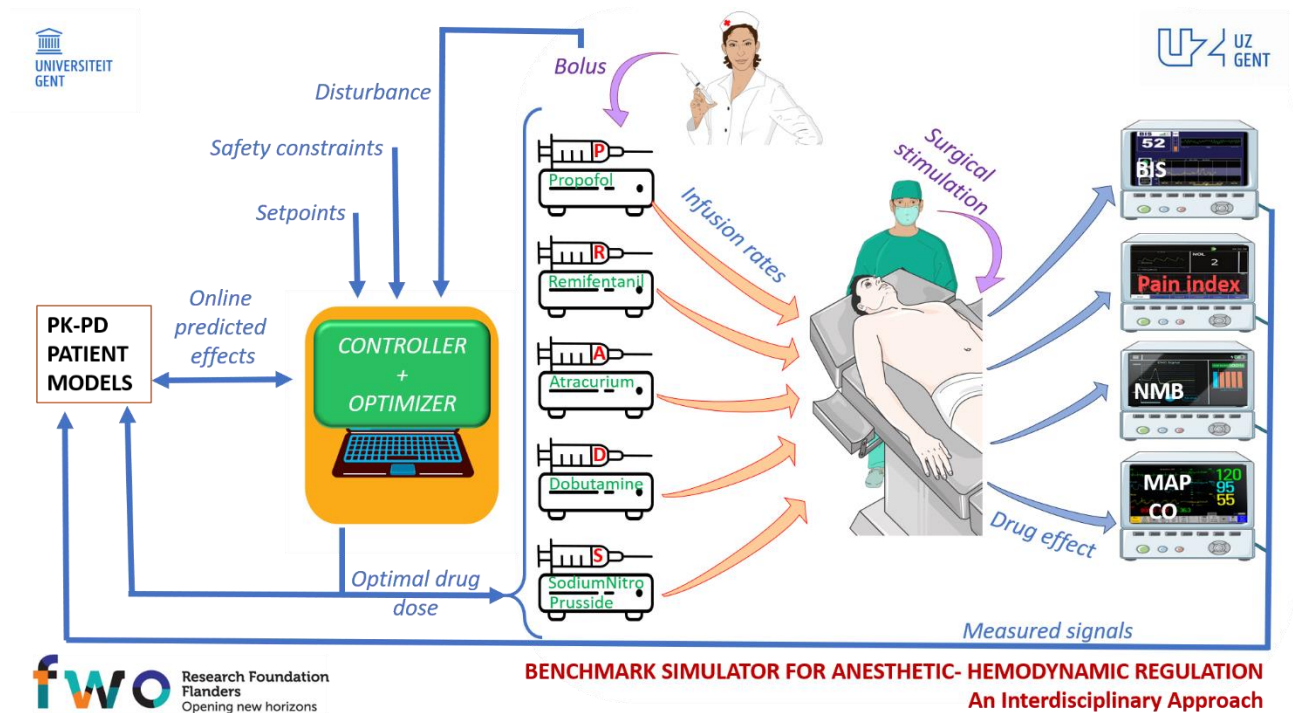 UNIVERSITEIT
GENT
UZ
GENT
Bolus
Disturbance
Safety constraints
Setpoints
Online
predicted
effects
PK-PD
PATIENT
MODELS
CONTROLLER
+
OPTIMIZER
Optimal drug
dose
P
Propofol
R
Remifentanil
A
Atracurium
D
Dobutamine
S
SodiumNitro
Prusside
Infusion rates
Surgical
stimulation
Drug effect
BIS
52
BIS
NOL
2
Pain index
NMB
MAP
CO
120
95
55
Measured signals
fwo
Research Foundation
Flanders
Opening new horizons
BENCHMARK SIMULATOR FOR ANESTHETIC- HEMODYNAMIC REGULATION
An Interdisciplinary Approach